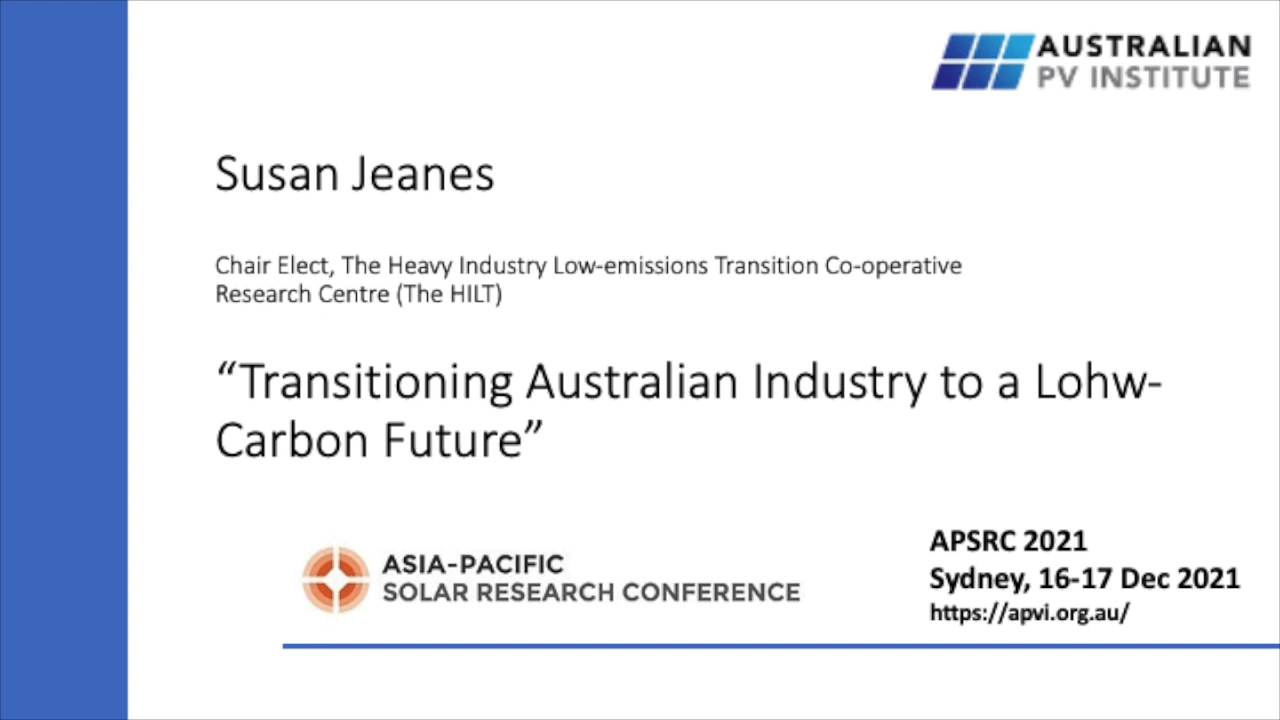 AUSTRALIAN
PV INSTITUTE
Susan Jeanes
Chair Elect, The Heavy Industry Low-emissions Transition Co-operative
Research Centre (The HILT)
“Transitioning Australian Industry to a Lohw-
Carbon Future”
ASIA-PACIFIC
SOLAR RESEARCH CONFERENCE
APSRC 2021
Sydney, 16-17 Dec 2021
https://apvi.org.au/